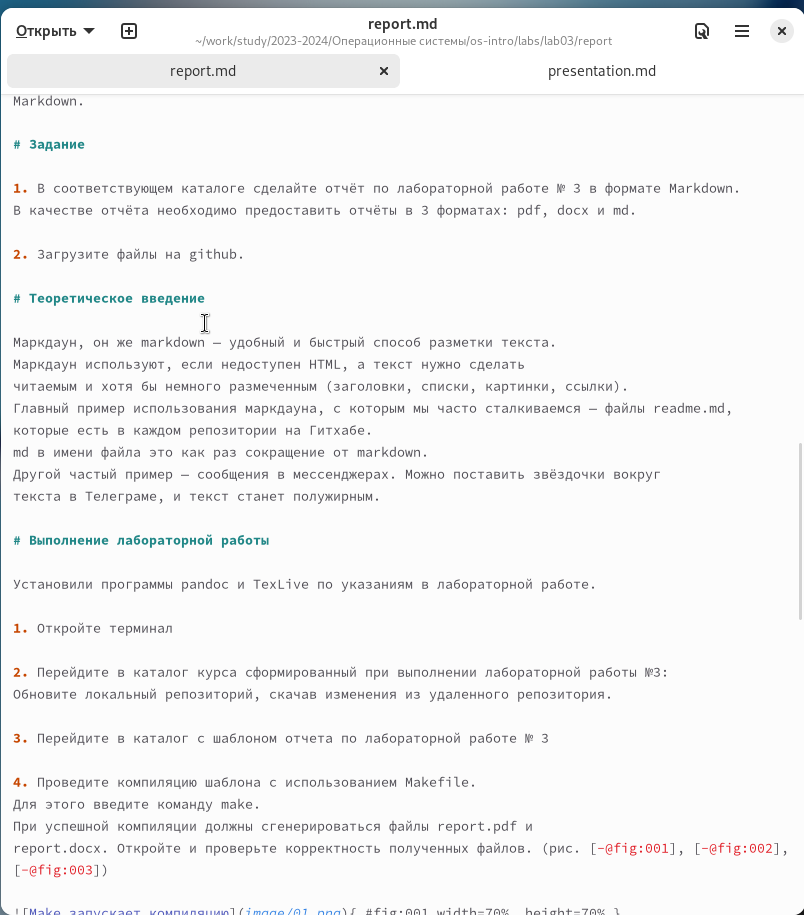 Открыть
report.md
~/work/study/2023-2024/Операционные системы/os-intro/labs/lab03/report
report.md
presentation.md
Markdown.
# Задание
1. В соответствующем каталоге сделайте отчёт по лабораторной работе № 3 в формате Markdown.
В качестве отчёта необходимо предоставить отчёты в 3 форматах: pdf, docx и md.
2. Загрузите файлы на github.
# Теоретическое введение
Маркдаун, он же markdown — удобный и быстрый способ разметки текста.
Маркдаун используют, если недоступен HTML, а текст нужно сделать
читаемым и хотя бы немного размеченным (заголовки, списки, картинки, ссылки).
Главный пример использования маркдауна, с которым мы часто сталкиваемся — файлы readme.md,
которые есть в каждом репозитории на Гитхабе.
md в имени файла это как раз сокращение от markdown.
Другой частый пример — сообщения в мессенджерах. Можно поставить звёздочки вокруг
текста в Телеграме, и текст станет полужирным.
# Выполнение лабораторной работы
Установили программы pandoc и TexLive по указаниям в лабораторной работе.
1. Откройте терминал
2. Перейдите в каталог курса сформированный при выполнении лабораторной работы №3:
Обновите локальный репозиторий, скачав изменения из удаленного репозитория.
3. Перейдите в каталог с шаблоном отчета по лабораторной работе № 3
4. Проведите компиляцию шаблона с использованием Makefile.
Для этого введите команду make.
При успешной компиляции должны сгенерироваться файлы report.pdf и
report.docx. Откройте и проверьте корректность полученных файлов. (рис. [-@fig:001], [-@fig:002],
[-@fig:003])
![Make запускает компиляцию](image/01.png){ #fig:001 width=70%, height=70% }